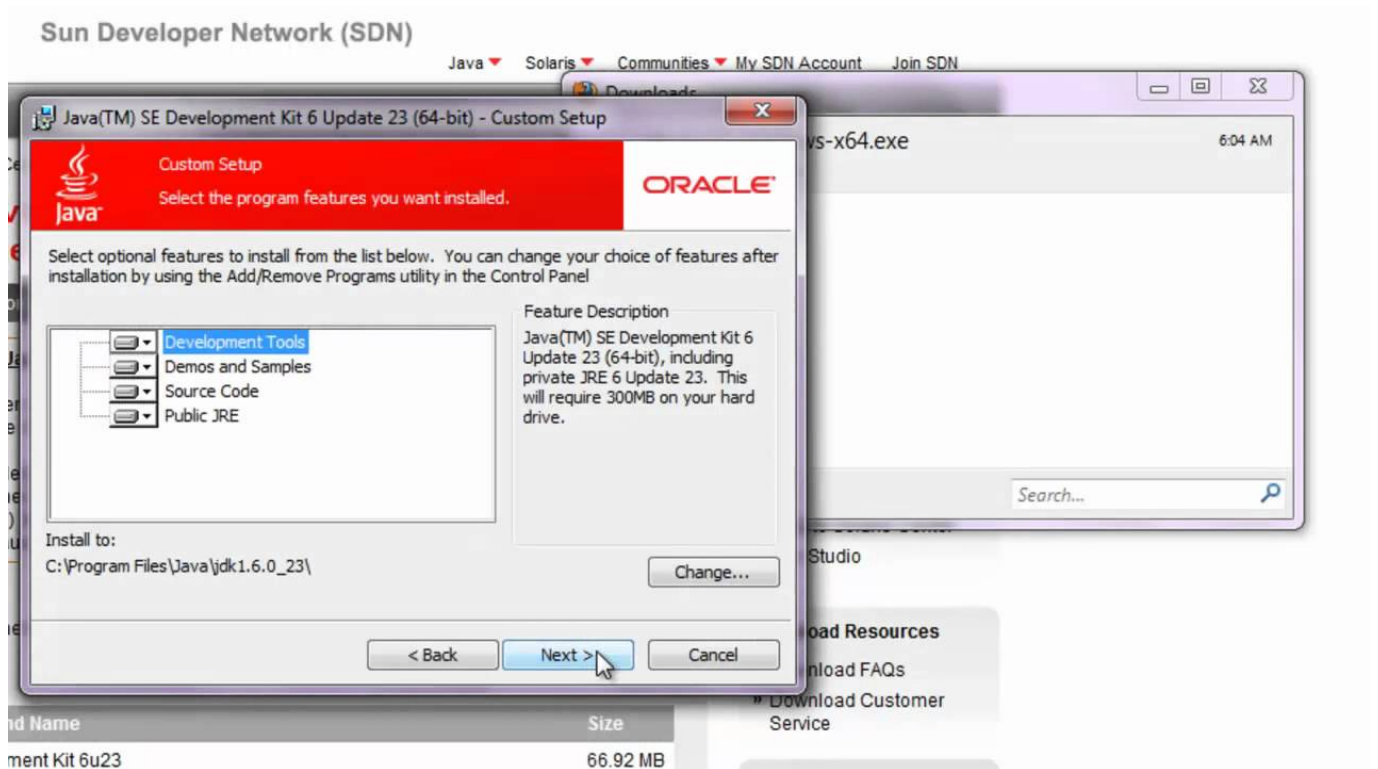 Sun Developer Network (SDN)
Java Solaris Communities My SDN Account Join SDN
Downloads
Java(TM) SE Development Kit 6 Update 23 (64-bit) - Custom Setup
ws-x64.exe
6:04 AM
Custom Setup
Select the program features you want installed.
Java
ORACLE
Select optional features to install from the list below. You can change your choice of features after
installation by using the Add/Remove Programs utility in the Control Panel
Development Tools
Demos and Samples
Source Code
Public JRE
Feature Description
Java(TM) SE Development Kit 6
Update 23 (64-bit), including
private JRE 6 Update 23. This
will require 300MB on your hard
drive.
Search...
Install to:
C:\Program Files\Java\jdk1.6.0_23\
Change...
< Back
Next >
Cancel
Studio
oad Resources
nload FAQs
» Download Customer
Service
nd Name
Size
ment Kit 6u23
66.92 MB